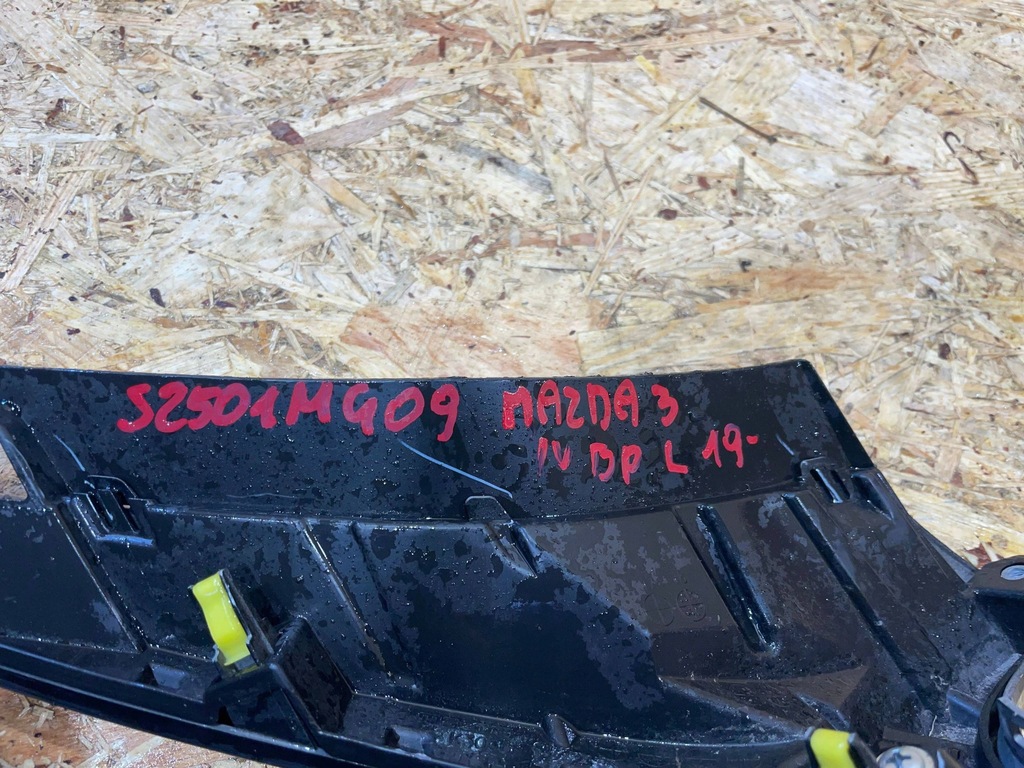 S2501MG09 MAZDA 3
IV BP L 19-